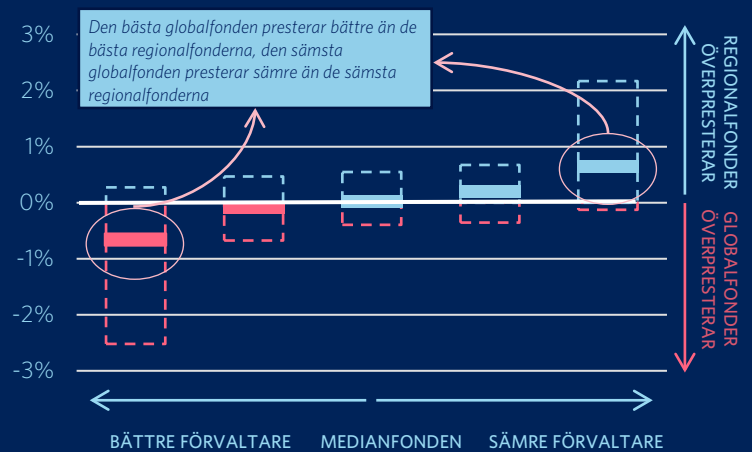 Den bästa globalfonden presterar bättre än de
bästa regionalfonderna, den sämsta
globalfonden presterar sämre än de sämsta
regionalfonderna
3%
2%
1%
0%
-1%
-2%
-3%
REGIONALFONDER
ÖVERPRESTERAR
GLOBALFONDER
ÖVERPRESTERAR
BÄTTRE FÖRVALTARE
MEDIANFONDEN
SÄMRE FÖRVALTARE